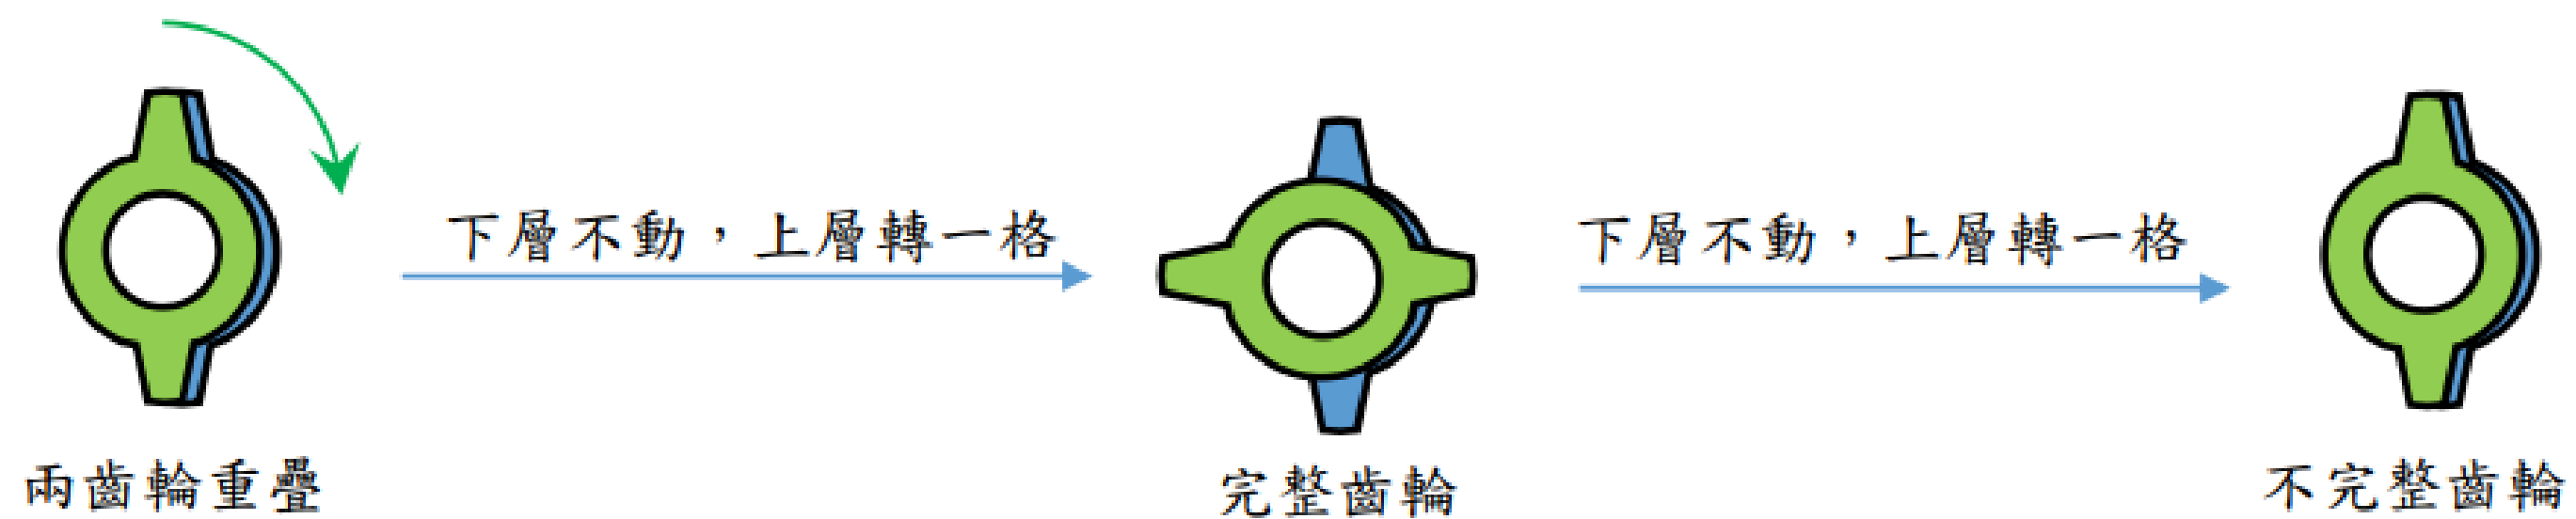 下層不動，上層轉一格
下層不動，上層轉一格
兩齒輪重疊
完整齒輪
不完整齒輪